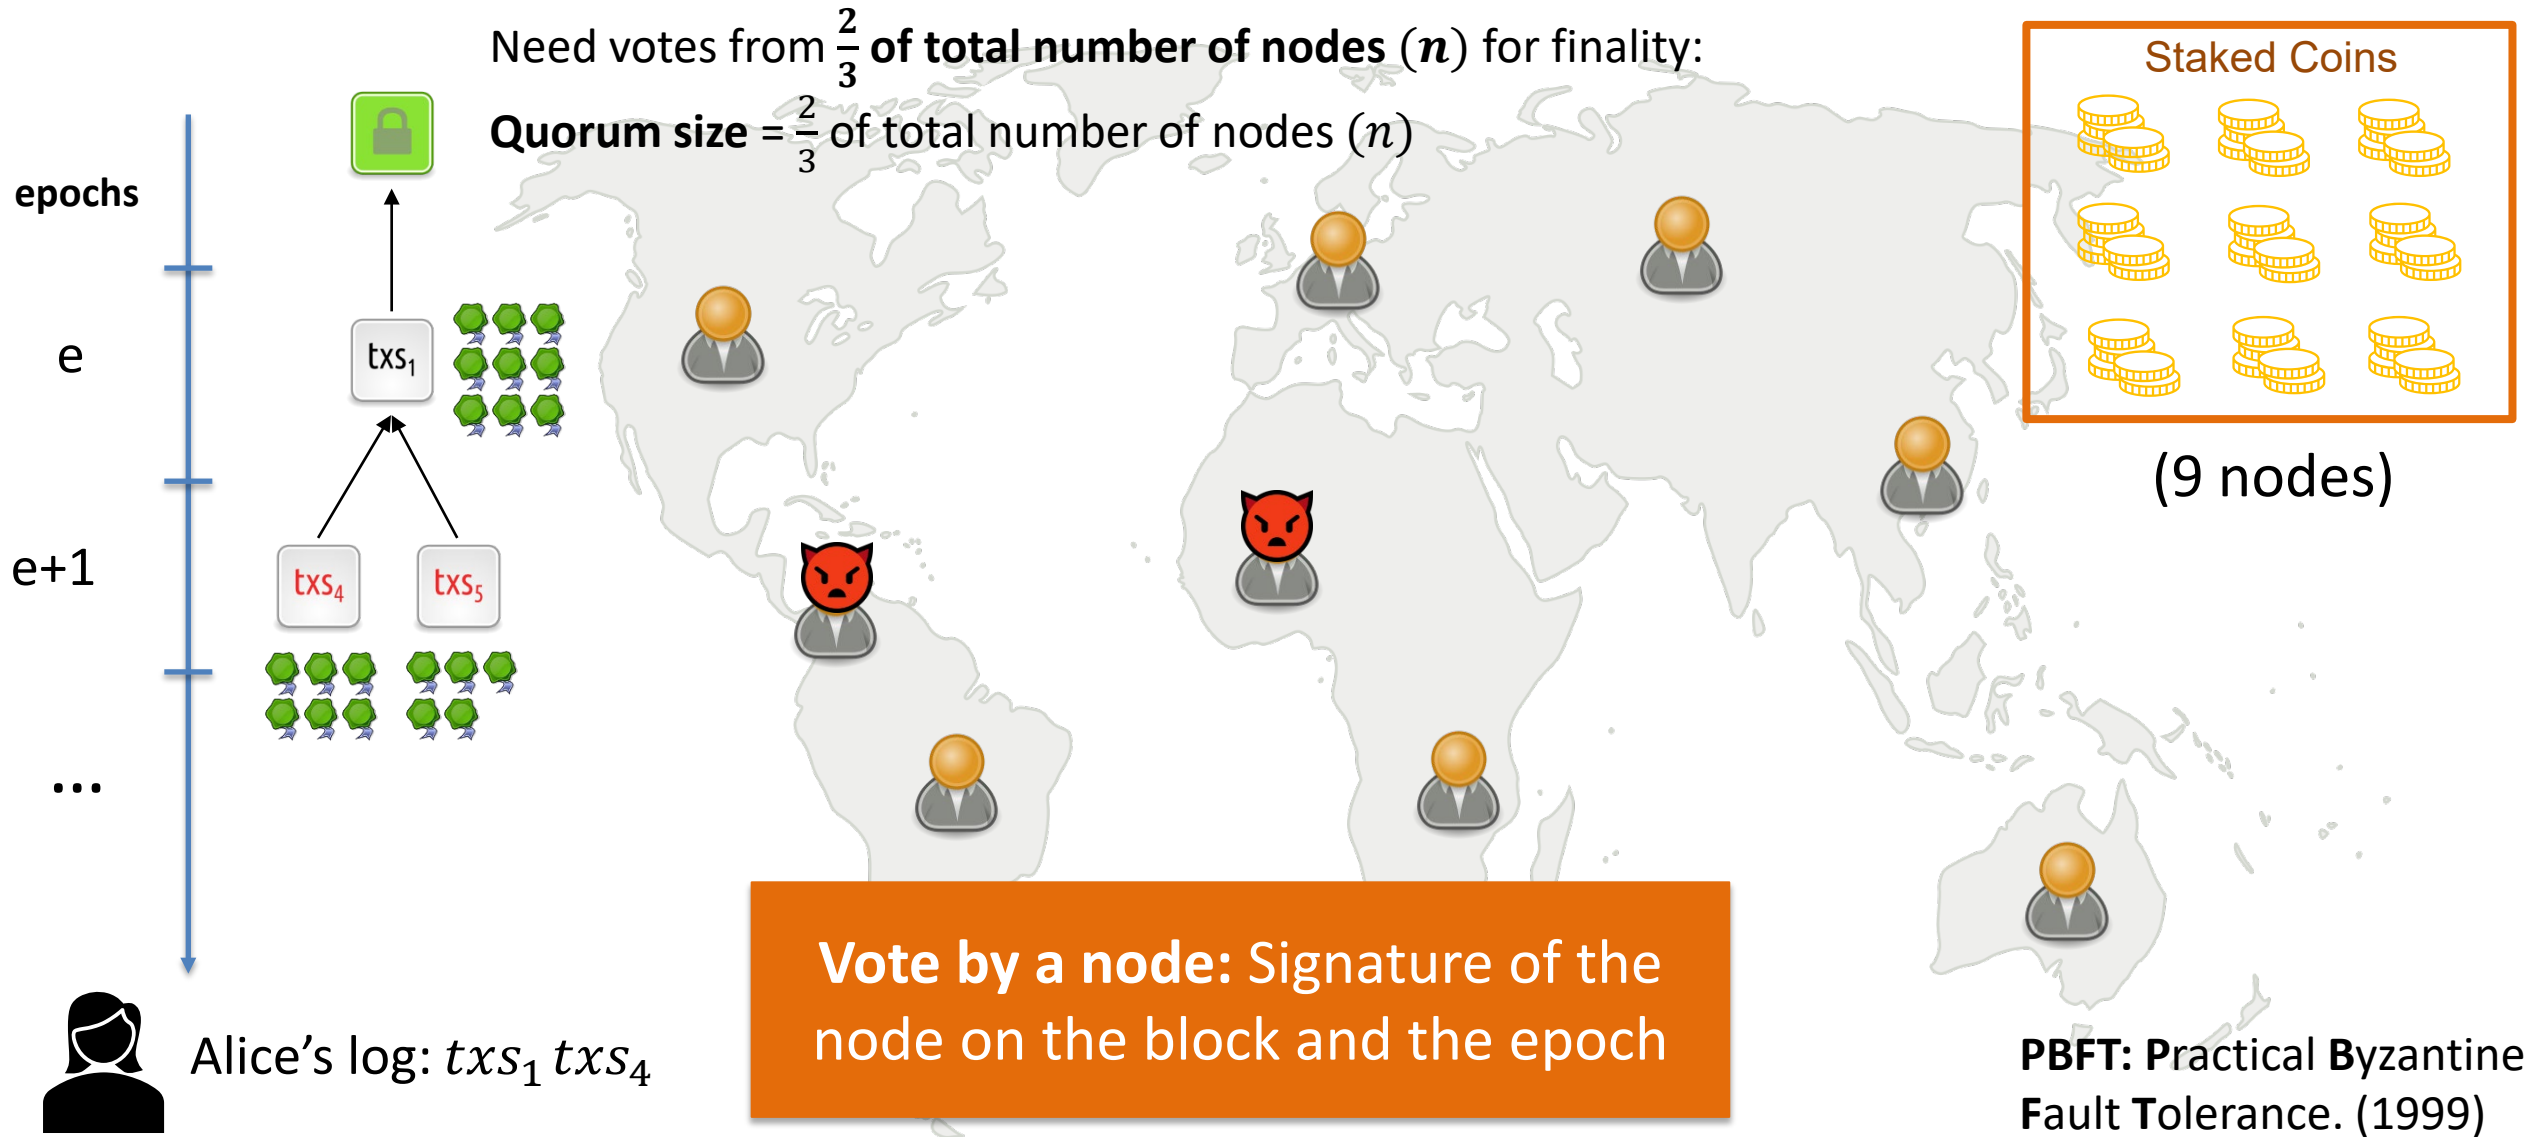 Need votes from 2/3 of total number of nodes (n) for finality:
Quorum size = 2/3 of total number of nodes (n)
Staked Coins
(9 nodes)
epochs
e
txs₁
e+1
txs₄ txs₅
...
Alice’s log: txs₁ txs₄
Vote by a node: Signature of the
node on the block and the epoch
PBFT: Practical Byzantine
Fault Tolerance. (1999)